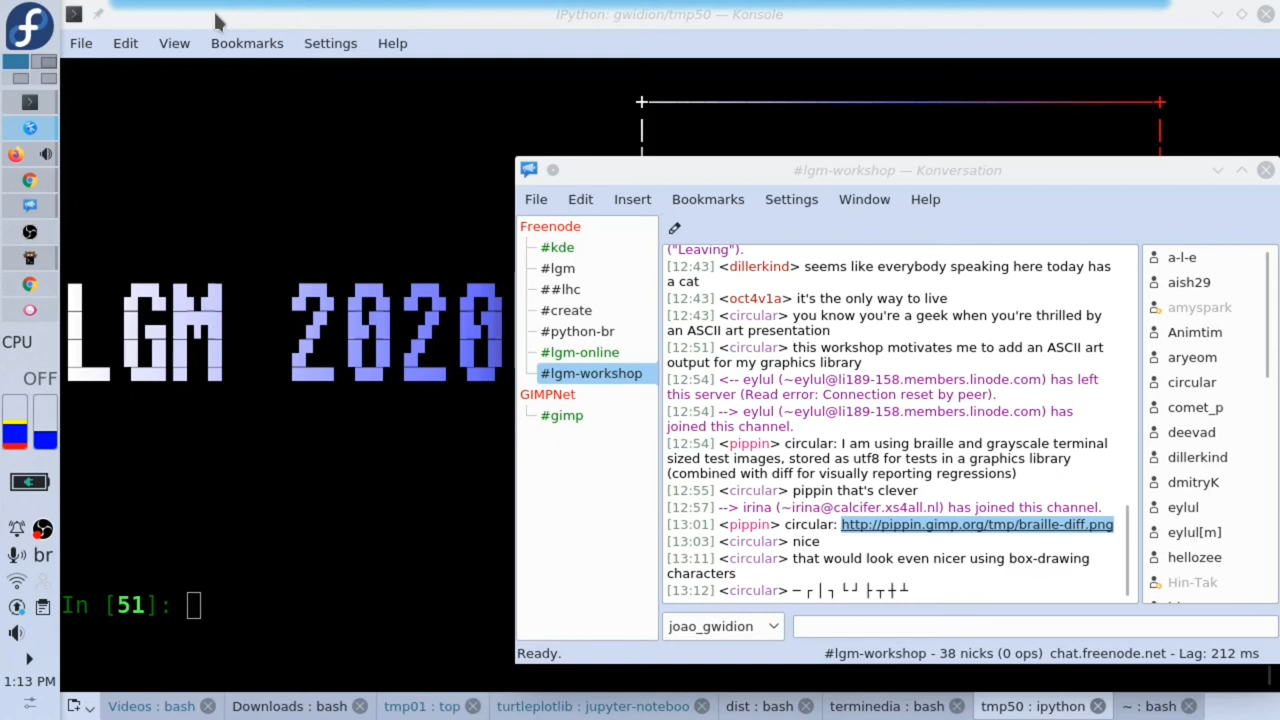 IPython: gwidion/tmp50 — Konsole
File Edit View Bookmarks Settings Help
LGM 2020
In [51]:
#lgm-workshop — Konversation
File Edit Insert Bookmarks Settings Window Help
Freenode
#kde
#lgm
##lhc
#create
#python-br
#lgm-online
#lgm-workshop
GIMPNet
#gimp
("Leaving").
[12:43] <dillerkind> seems like everybody speaking here today has
a cat
[12:43] <oct4v1a> it's the only way to live
[12:43] <circular> you know you're a geek when you're thrilled by
an ASCII art presentation
[12:51] <circular> this workshop motivates me to add an ASCII art
output for my graphics library
[12:54] <-- eylul (~eylul@li189-158.members.linode.com) has left
this server (Read error: Connection reset by peer).
[12:54] --> eylul (~eylul@li189-158.members.linode.com) has
joined this channel.
[12:54] <pippin> circular: I am using braille and grayscale terminal
sized test images, stored as utf8 for tests in a graphics library
(combined with diff for visually reporting regressions)
[12:55] <circular> pippin that's clever
[12:57] --> irina (~irina@calcifer.xs4all.nl) has joined this channel.
[13:01] <pippin> circular: http://pippin.gimp.org/tmp/braille-diff.png
[13:03] <circular> nice
[13:11] <circular> that would look even nicer using box-drawing
characters
[13:12] <circular> ─ ┌ │ ┐ └ ┘ ├ ┬ ┼ ┴
a-l-e
aish29
amyspark
Animtim
aryeom
circular
comet_p
deevad
dillerkind
dmitryK
eylul
eylul[m]
hellozee
Hin-Tak
joao_gwidion
Ready.
#lgm-workshop - 38 nicks (0 ops) chat.freenode.net - Lag: 212 ms
CPU
OFF
br
1:13 PM
Videos : bash Downloads : bash tmp01 : top turtleplotlib : jupyter-noteboo dist : bash terminedia : bash tmp50 : ipython ~ : bash